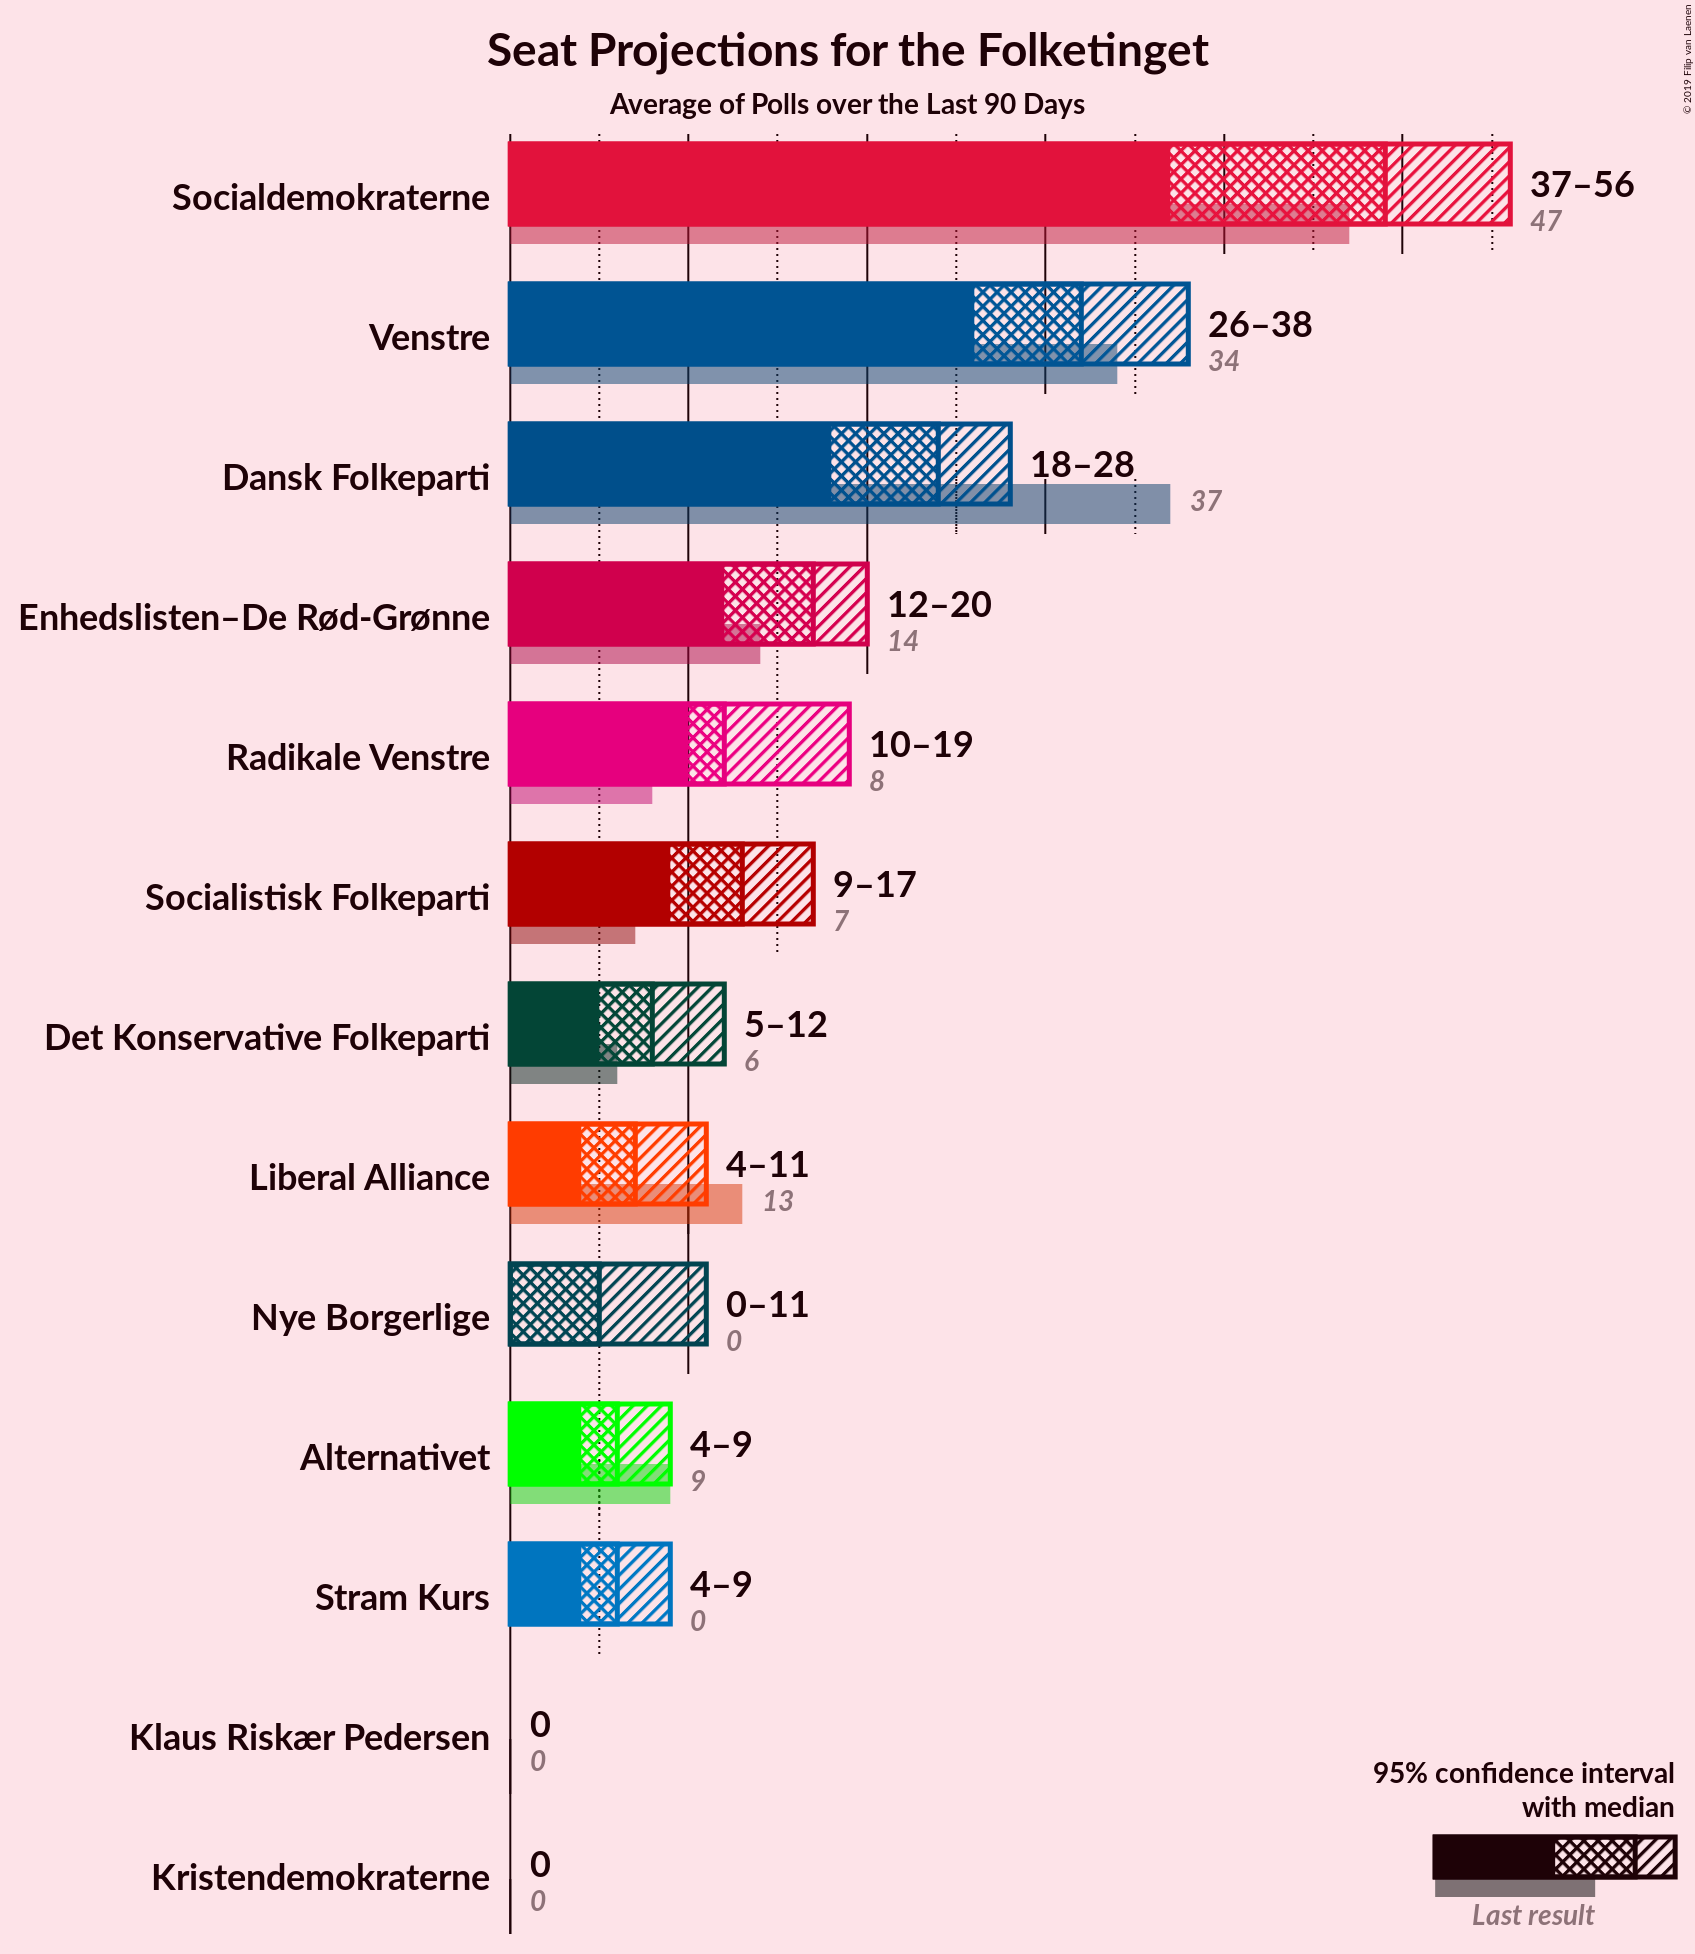 Seat Projections for the Folketinget
Average of Polls over the Last 90 Days
© 2019 Filip van Laenen
Socialdemokraterne
37–56
47
Venstre
26–38
34
Dansk Folkeparti
18–28
37
Enhedslisten–De Rød-Grønne
12–20
14
Radikale Venstre
10–19
8
Socialistisk Folkeparti
9–17
7
Det Konservative Folkeparti
5–12
6
Liberal Alliance
4–11
13
Nye Borgerlige
0–11
0
Alternativet
4–9
9
Stram Kurs
4–9
0
Klaus Riskær Pedersen
0
0
Kristendemokraterne
0
0
95% confidence interval
with median
Last result